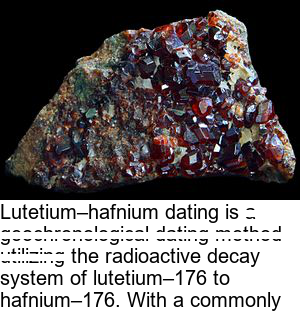 Lutetium–hafnium dating is a
geochronological dating method
utilizing the radioactive decay
system of lutetium–176 to
hafnium–176. With a commonly